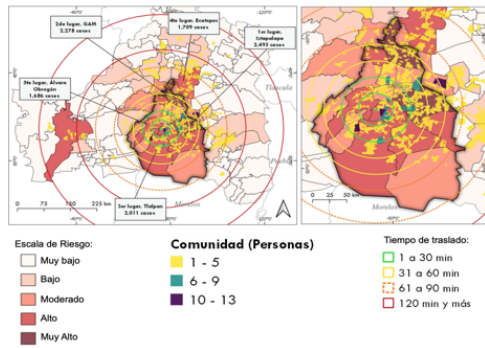 2do lugar, GAM
2,278 casos
4to lugar, Ecatepec
1,709 casos
1er lugar,
Iztapalapa
2,493 casos
5to lugar, Álvaro
Obregón
1,686 casos
3er lugar, Tlalpan
2,011 casos
Tlaxcala
Morelos
Morelos
0 75 150 225 km
0 25 50
Escala de Riesgo:
Muy bajo
Bajo
Moderado
Alto
Muy Alto
Comunidad (Personas)
1 - 5
6 - 9
10 - 13
Tiempo de traslado:
1 a 30 min
31 a 60 min
61 a 90 min
120 min y más